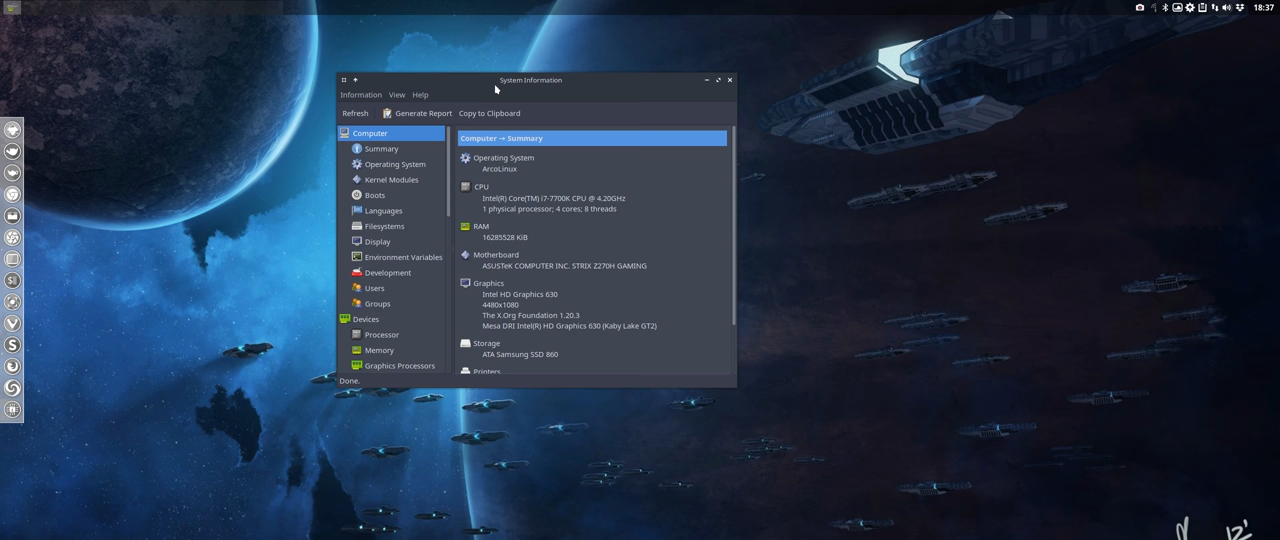 18:37
System Information
Information View Help
Refresh Generate Report Copy to Clipboard
Computer
Summary
Operating System
Kernel Modules
Boots
Languages
Filesystems
Display
Environment Variables
Development
Users
Groups
Devices
Processor
Memory
Graphics Processors
Computer → Summary
Operating System
ArcoLinux
CPU
Intel(R) Core(TM) i7-7700K CPU @ 4.20GHz
1 physical processor; 4 cores; 8 threads
RAM
16285528 KiB
Motherboard
ASUSTeK COMPUTER INC. STRIX Z270H GAMING
Graphics
Intel HD Graphics 630
4480x1080
The X.Org Foundation 1.20.3
Mesa DRI Intel(R) HD Graphics 630 (Kaby Lake GT2)
Storage
ATA Samsung SSD 860
Printers
Done.